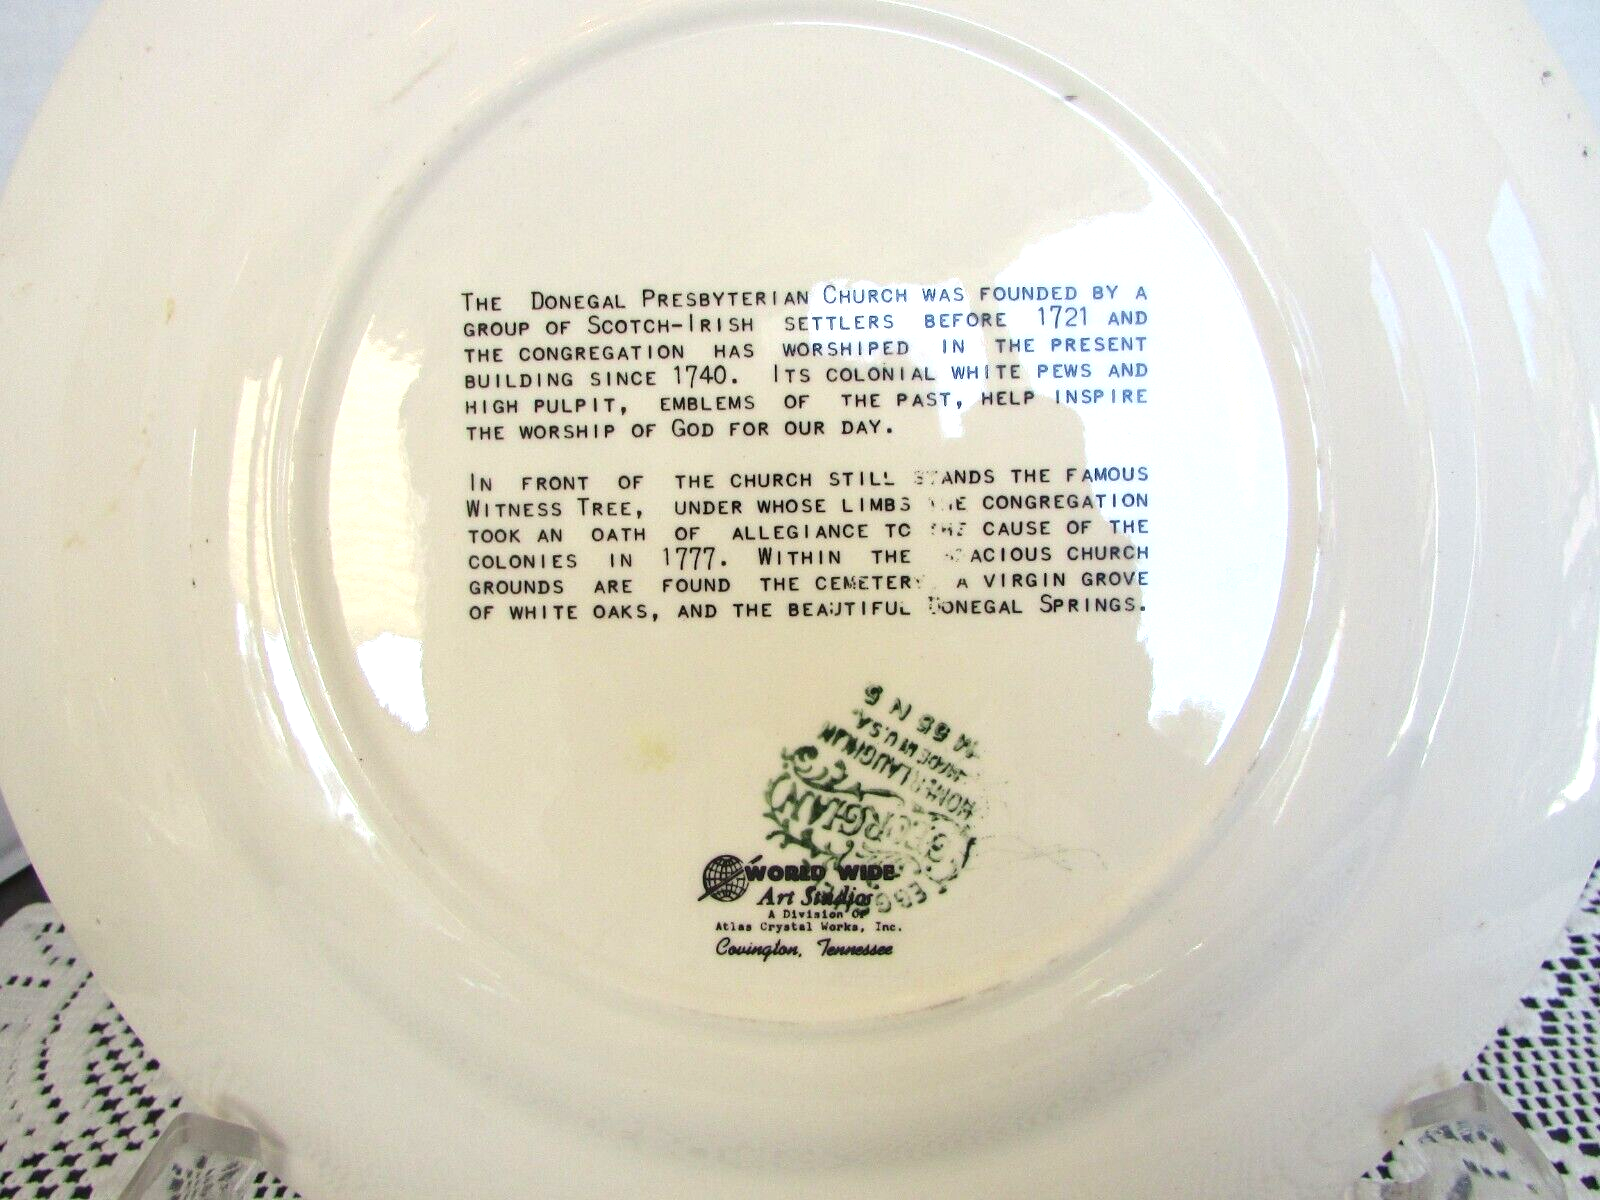 THE DONEGAL PRESBYTERIAN CHURCH WAS FOUNDED BY A
GROUP OF SCOTCH-IRISH SETTLERS BEFORE 1721 AND
THE CONGREGATION HAS WORSHIPED IN THE PRESENT
BUILDING SINCE 1740. ITS COLONIAL WHITE PEWS AND
HIGH PULPIT, EMBLEMS OF THE PAST, HELP INSPIRE
THE WORSHIP OF GOD FOR OUR DAY.
IN FRONT OF THE CHURCH STILL STANDS THE FAMOUS
WITNESS TREE, UNDER WHOSE LIMBS THE CONGREGATION
TOOK AN OATH OF ALLEGIANCE TO THE CAUSE OF THE
COLONIES IN 1777. WITHIN THE SPACIOUS CHURCH
GROUNDS ARE FOUND THE CEMETERY A VIRGIN GROVE
OF WHITE OAKS, AND THE BEAUTIFUL DONEGAL SPRINGS.
GEORGIAN
HOMER LAUGHLIN
MADE IN U.S.A.
WORLD WIDE
Art Studios
A Division Of
Atlas Crystal Works, Inc.
Covington, Tennessee